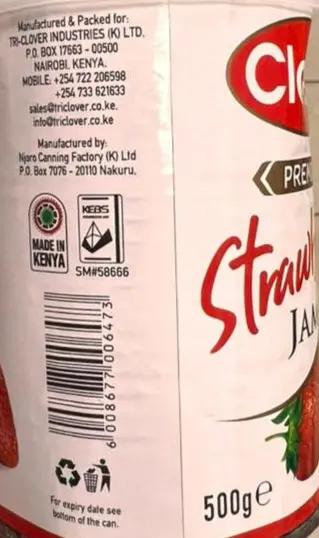 Manufactured & Packed for:
TRI-CLOVER INDUSTRIES (K) LTD.
P.O. BOX 17663 - 00500
NAIROBI. KENYA.
MOBILE: +254 722 206598
+254 733 621633
sales@triclover.co.ke.
info@triclover.co.ke
Manufactured by:
Njoro Canning Factory (K) Ltd
P.O. Box 7076 - 20110 Nakuru.
MADE IN
KENYA
KEBS
SM#58666
6 008677 006473
For expiry date see
bottom of the can.
Clo
PREM
Straw
JAM
500g e